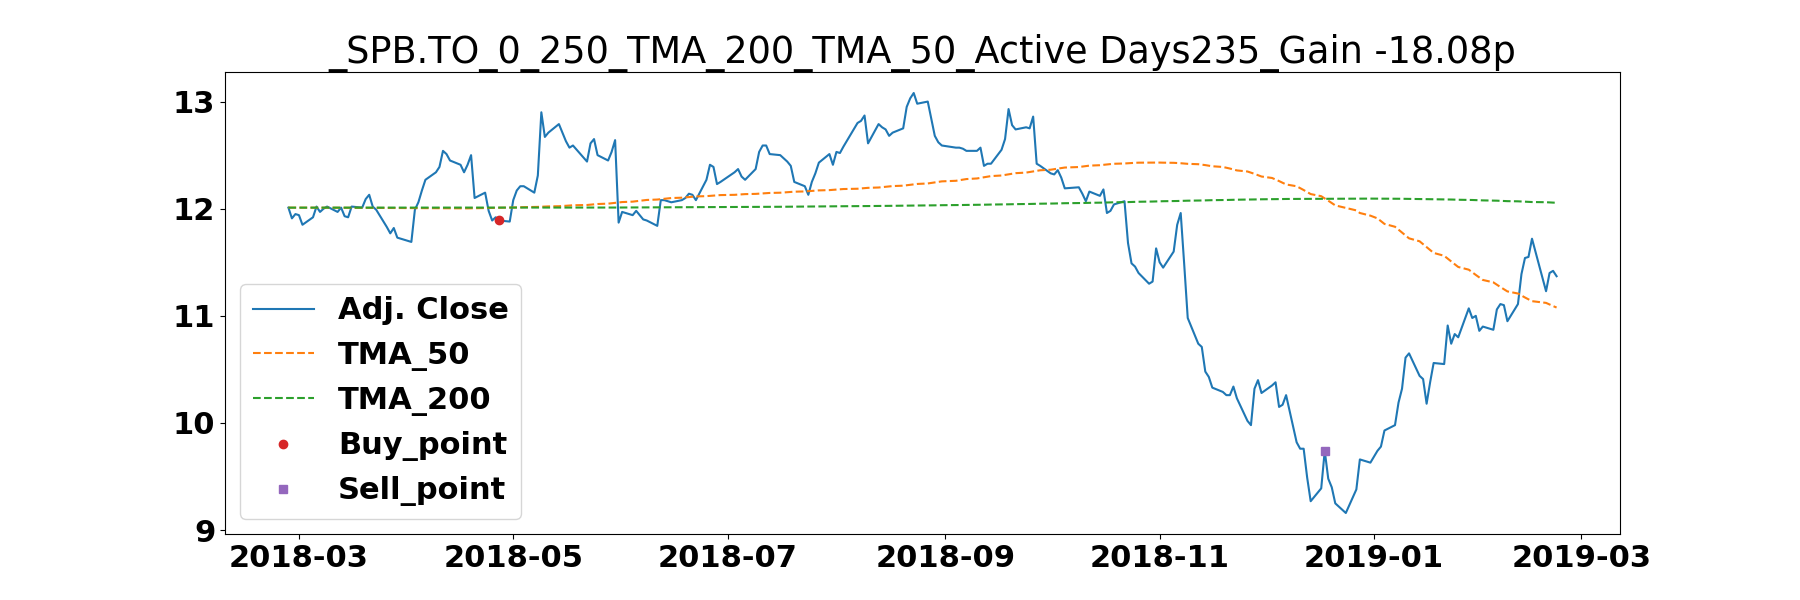 _SPB.TO_0_250_TMA_200_TMA_50_Active Days235_Gain -18.08p
13
12
11
10
9
Adj. Close
TMA_50
TMA_200
Buy_point
Sell_point
2018-03 2018-05 2018-07 2018-09 2018-11 2019-01 2019-03